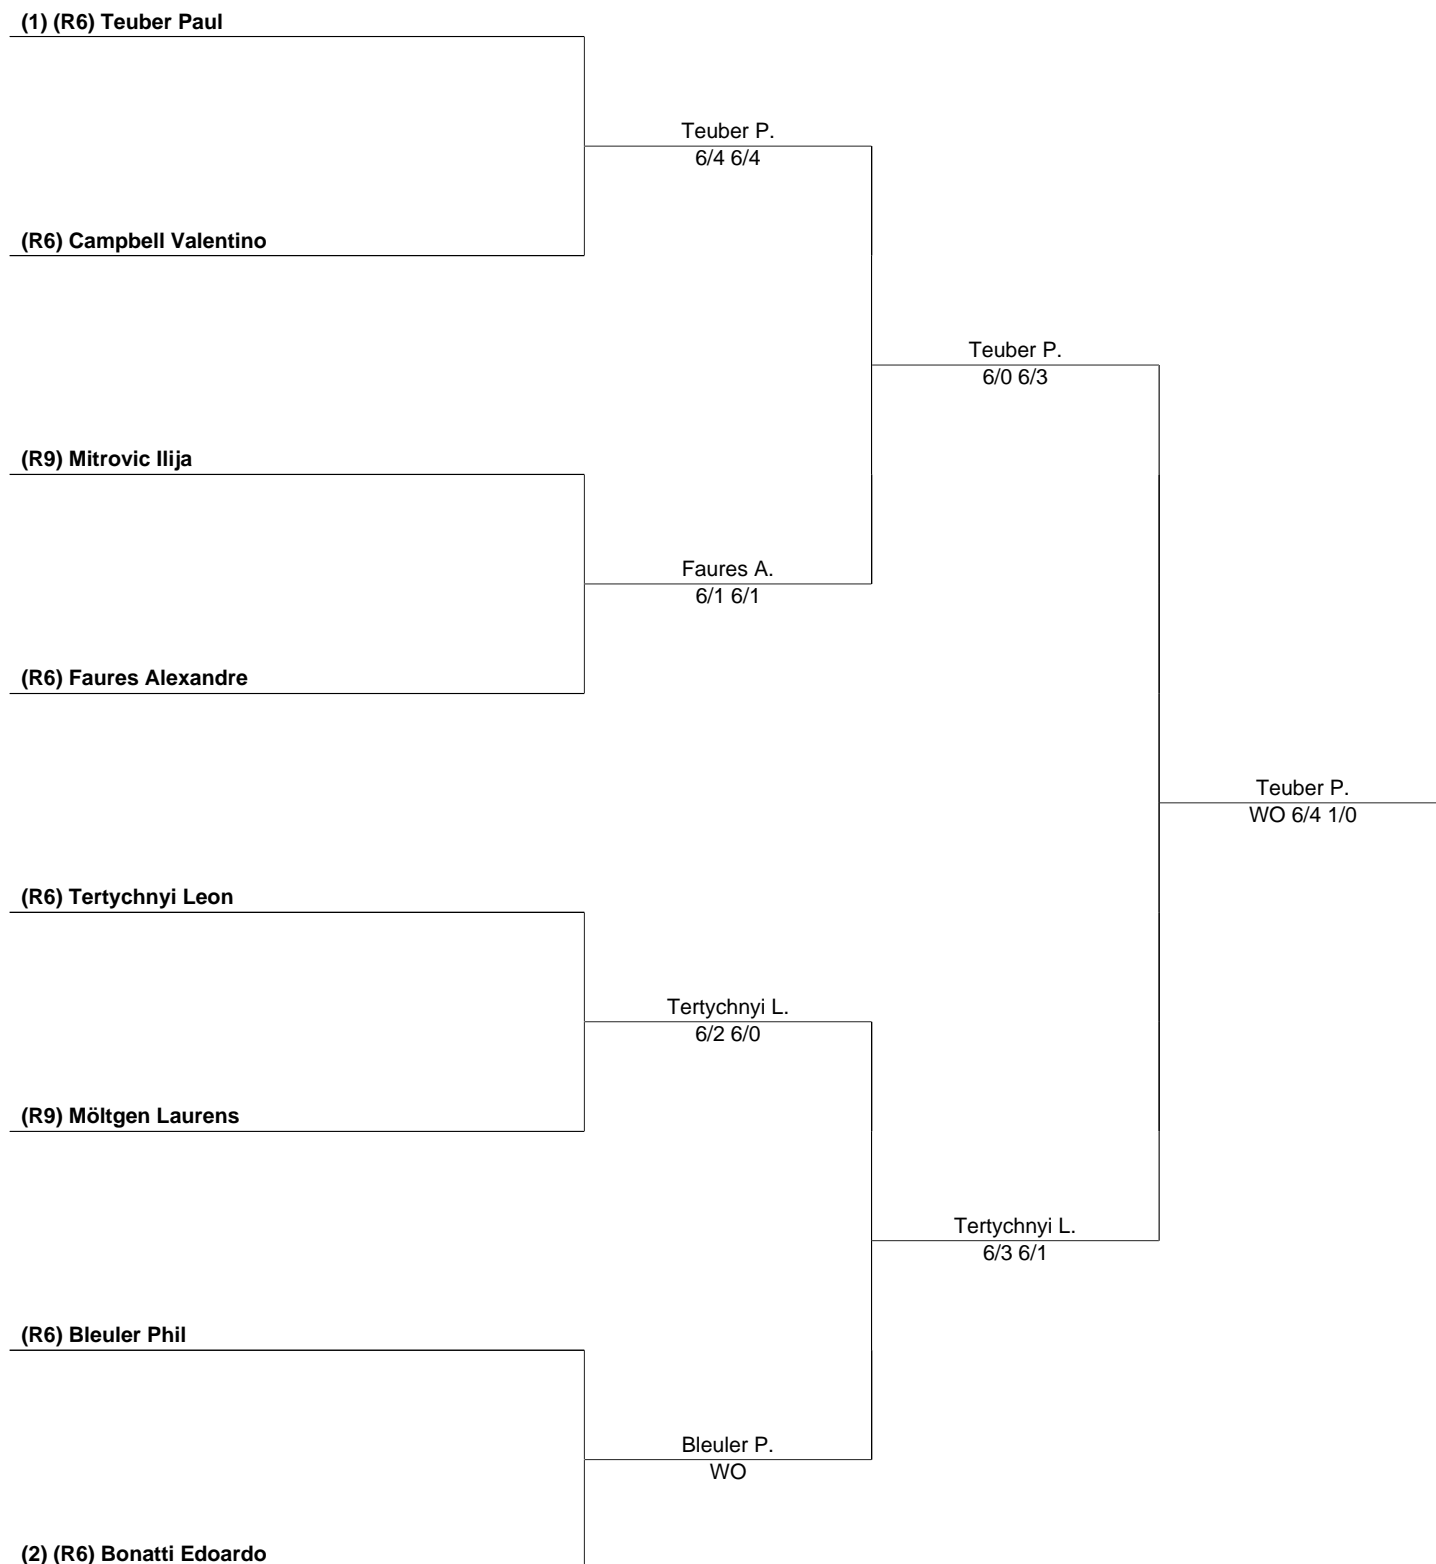 (1) (R6) Teuber Paul
Teuber P.
6/4 6/4
(R6) Campbell Valentino
Teuber P.
6/0 6/3
(R9) Mitrovic Ilija
Faures A.
6/1 6/1
(R6) Faures Alexandre
Teuber P.
WO 6/4 1/0
(R6) Tertychnyi Leon
Tertychnyi L.
6/2 6/0
(R9) Möltgen Laurens
Tertychnyi L.
6/3 6/1
(R6) Bleuler Phil
Bleuler P.
WO
(2) (R6) Bonatti Edoardo